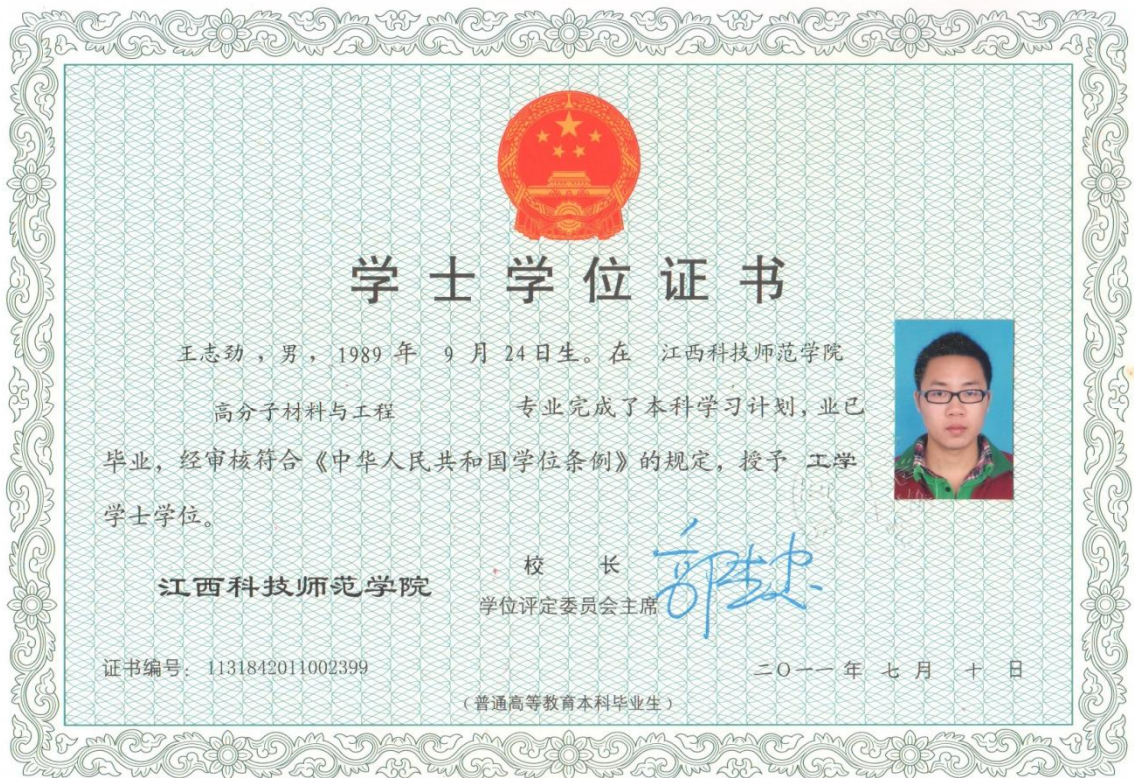 学士学位证书
王志劲，男，1989 年 9 月 24日生。在 江西科技师范学院
高分子材料与工程 专业完成了本科学习计划，业已
毕业，经审核符合《中华人民共和国学位条例》的规定，授予 工学
学士学位。
江西科技师范学院
校 长
学位评定委员会主席
证书编号：1131842011002399
二〇一一年 七 月 十 日
（普通高等教育本科毕业生）